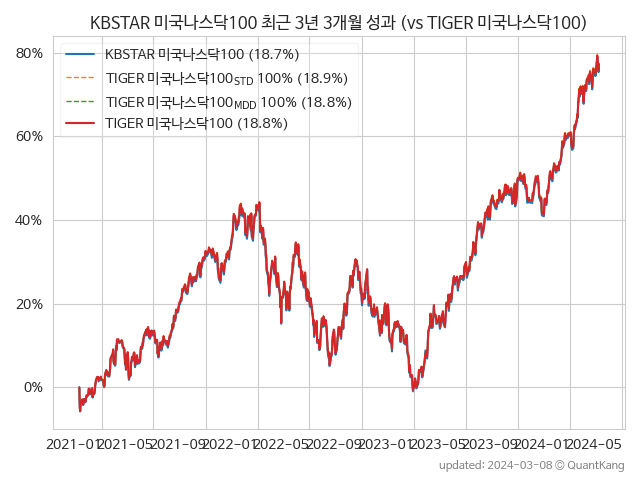 KBSTAR 미국나스닥100 최근 3년 3개월 성과 (vs TIGER 미국나스닥100)
KBSTAR 미국나스닥100 (18.7%)
TIGER 미국나스닥100STD 100% (18.9%)
TIGER 미국나스닥100MDD 100% (18.8%)
TIGER 미국나스닥100 (18.8%)
80%
60%
40%
20%
0%
2021-01 2021-05 2021-09 2022-01 2022-05 2022-09 2023-01 2023-05 2023-09 2024-01 2024-05
updated: 2024-03-08 © QuantKang